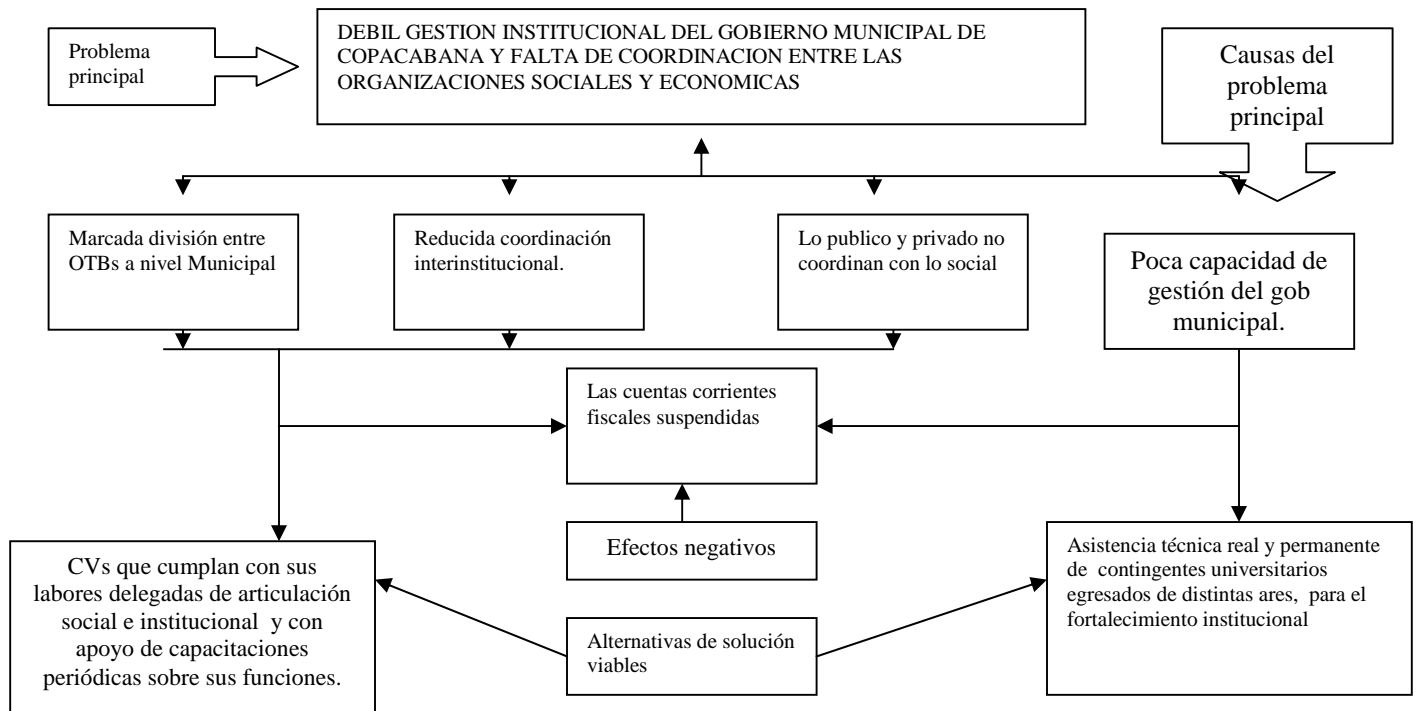 Problema
principal
DEBIL GESTION INSTITUCIONAL DEL GOBIERNO MUNICIPAL DE
COPACABANA Y FALTA DE COORDINACION ENTRE LAS
ORGANIZACIONES SOCIALES Y ECONOMICAS
Causas del
problema
principal
Marcada división entre
OTBs a nivel Municipal
Reducida coordinación
interinstitucional.
Lo publico y privado no
coordinan con lo social
Poca capacidad de
gestión del gob
municipal.
Las cuentas corrientes
fiscales suspendidas
Efectos negativos
CVs que cumplan con sus
labores delegadas de articulación
social e institucional y con
apoyo de capacitaciones
periódicas sobre sus funciones.
Alternativas de solución
viables
Asistencia técnica real y permanente
de contingentes universitarios
egresados de distintas ares, para el
fortalecimiento institucional